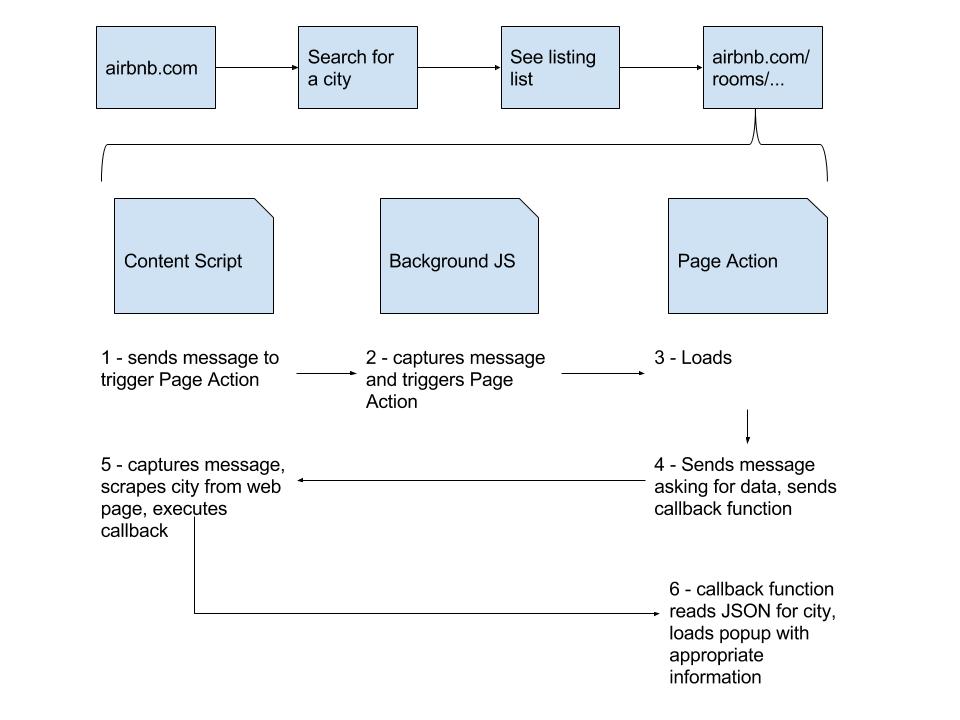 airbnb.com
Search for
a city
See listing
list
airbnb.com/
rooms/...
Content Script
Background JS
Page Action
1 - sends message to
trigger Page Action
2 - captures message
and triggers Page
Action
3 - Loads
4 - Sends message
asking for data, sends
callback function
5 - captures message,
scrapes city from web
page, executes
callback
6 - callback function
reads JSON for city,
loads popup with
appropriate
information